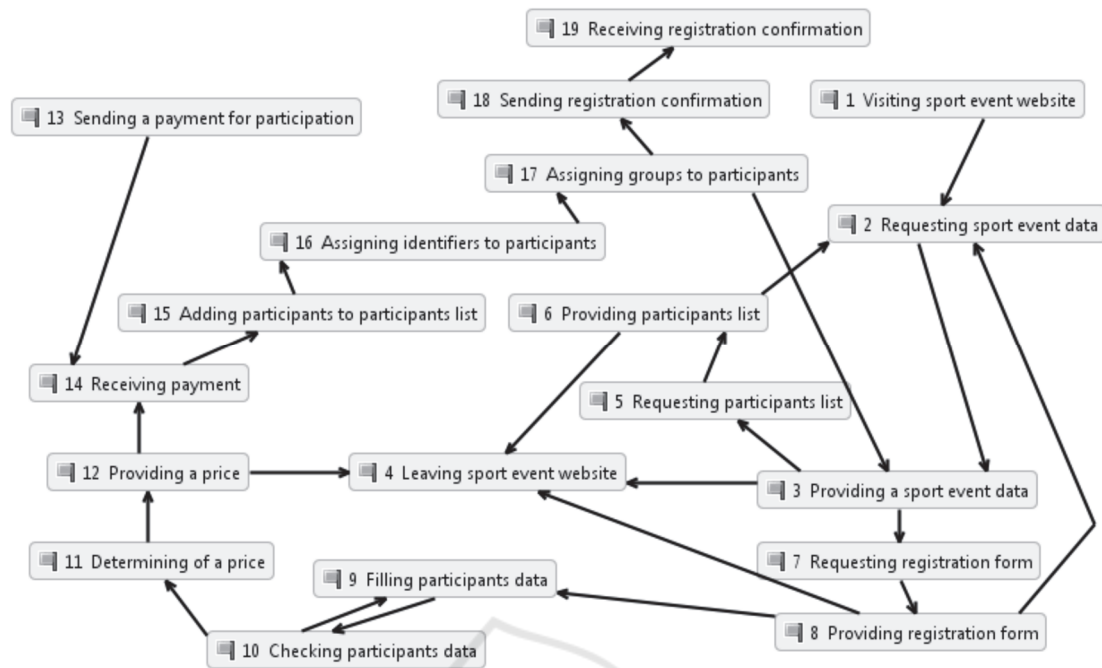 19 Receiving registration confirmation
18 Sending registration confirmation
1 Visiting sport event website
13 Sending a payment for participation
17 Assigning groups to participants
2 Requesting sport event data
16 Assigning identifiers to participants
15 Adding participants to participants list
6 Providing participants list
14 Receiving payment
5 Requesting participants list
12 Providing a price
4 Leaving sport event website
3 Providing a sport event data
11 Determining of a price
7 Requesting registration form
9 Filling participants data
8 Providing registration form
10 Checking participants data